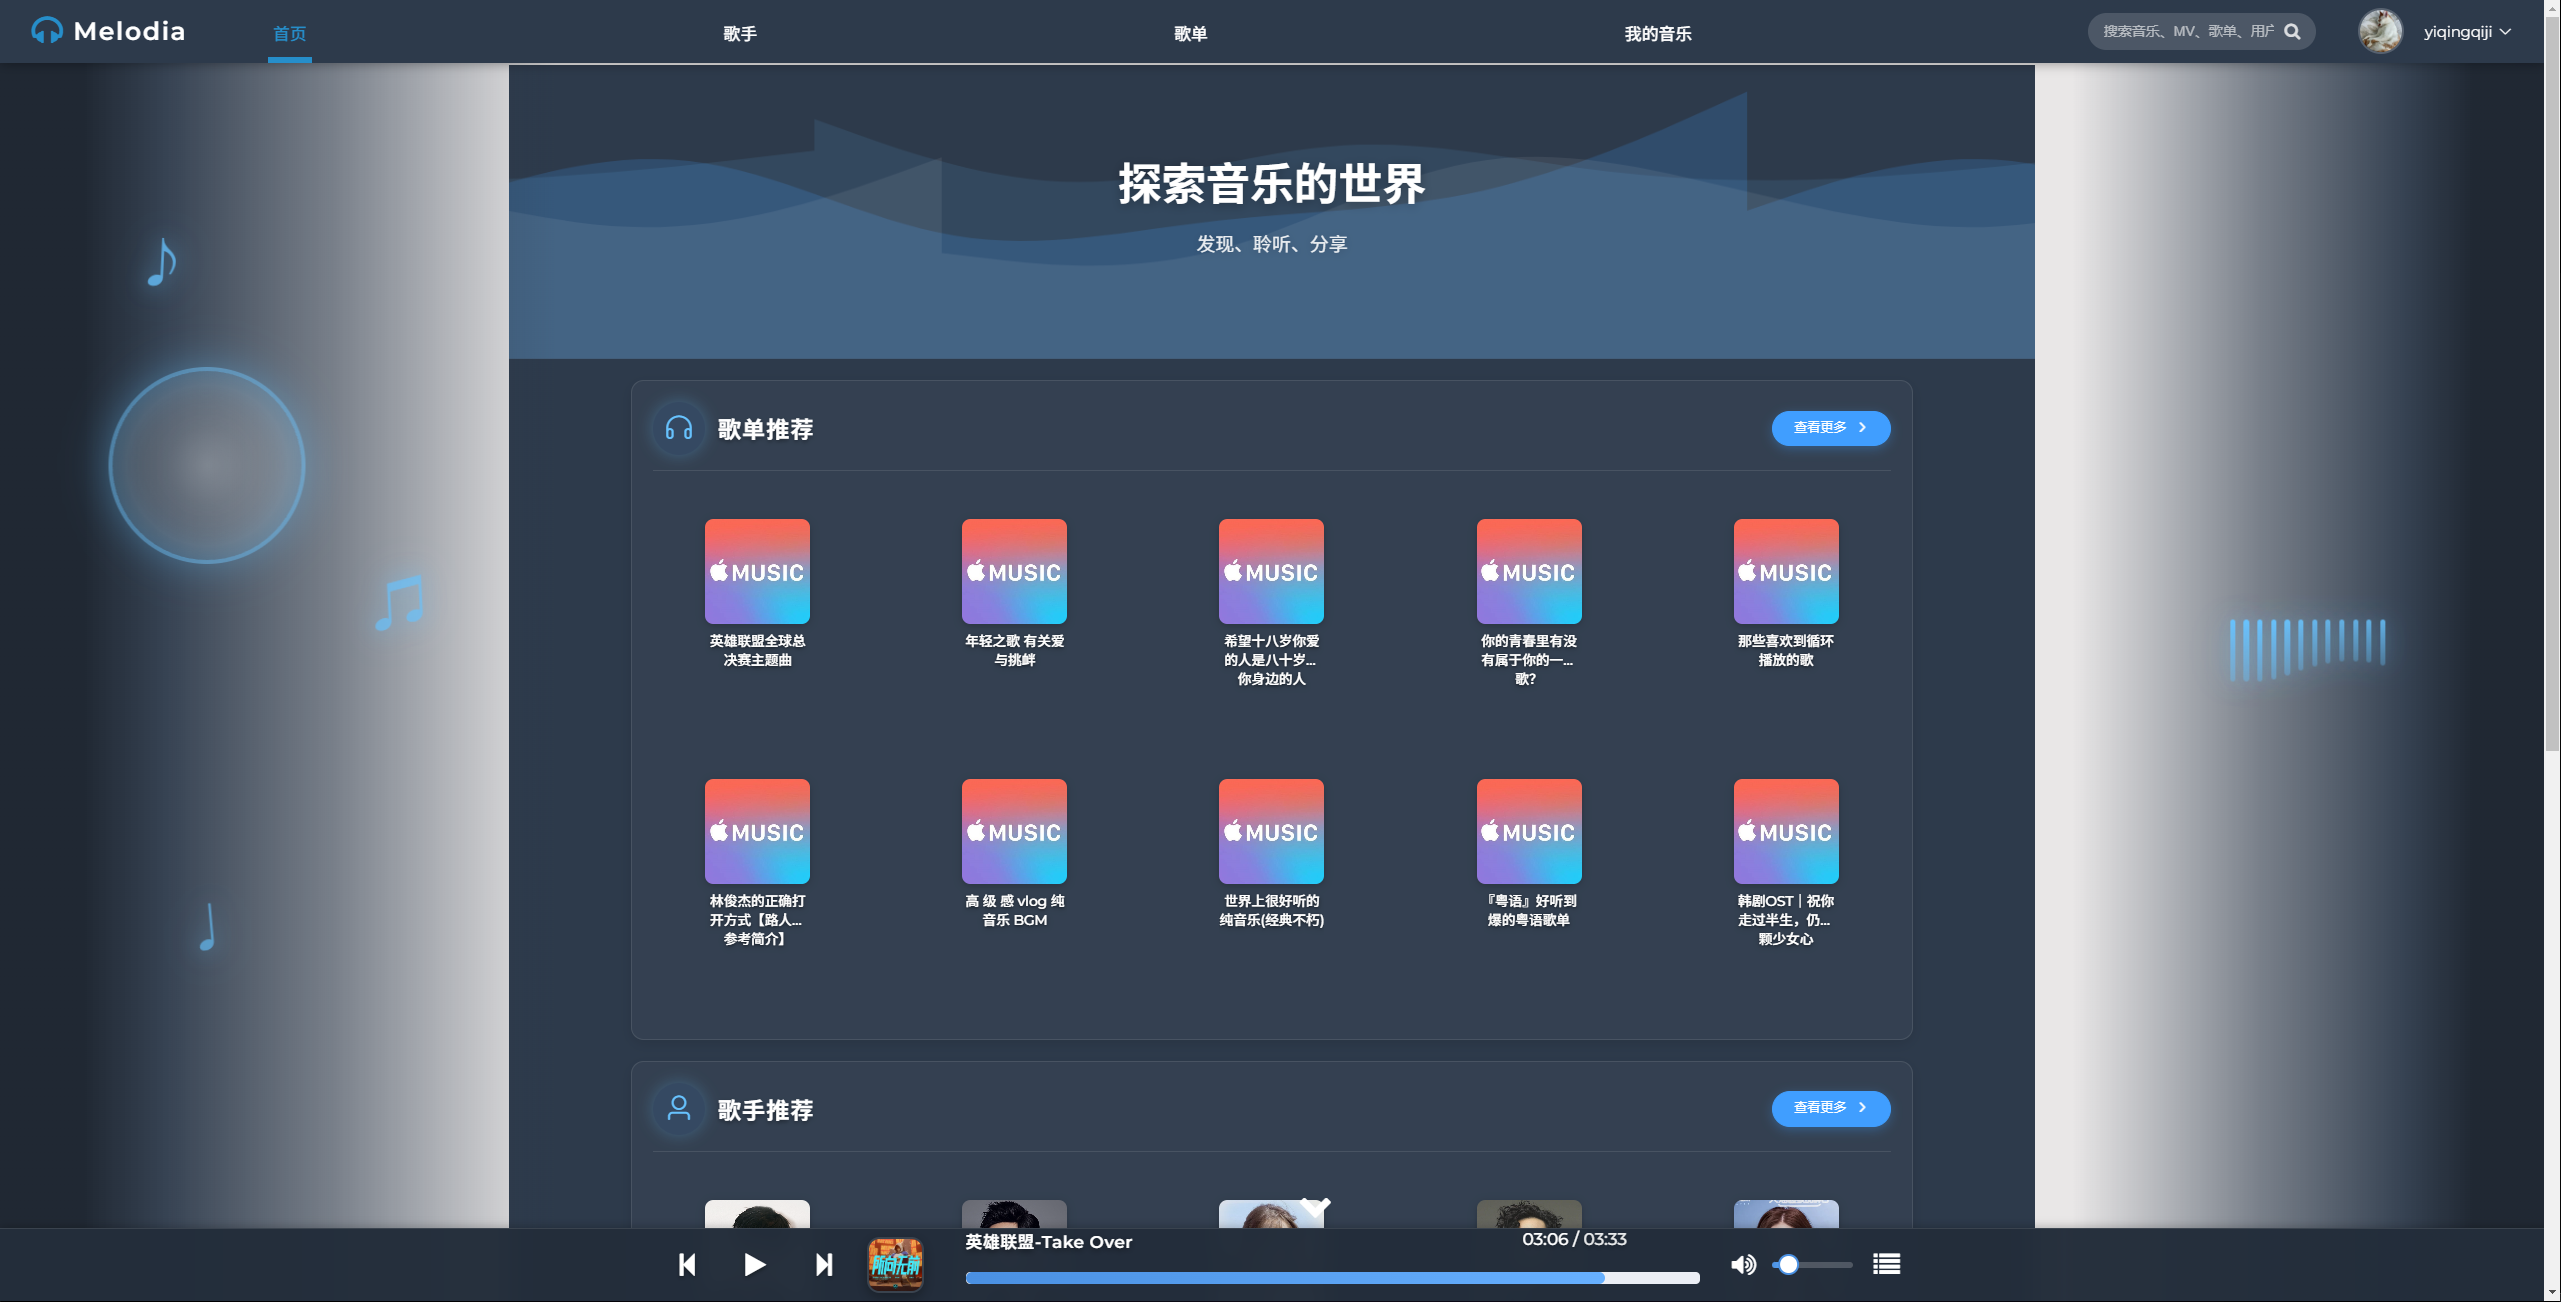 Melodia
首页
歌手
歌单
我的音乐
搜索音乐、MV、歌单、用户
yiqingqiji
探索音乐的世界
发现、聆听、分享
歌单推荐
查看更多
MUSIC
MUSIC
MUSIC
MUSIC
MUSIC
英雄联盟全球总
决赛主题曲
年轻之歌 有关爱
与挑衅
希望十八岁你爱
的人是八十岁...
你身边的人
你的青春里有没
有属于你的一...
歌?
那些喜欢到循环
播放的歌
MUSIC
MUSIC
MUSIC
MUSIC
MUSIC
林俊杰的正确打
开方式【路人...
参考简介】
高 级 感 vlog 纯
音乐 BGM
世界上很好听的
纯音乐(经典不朽)
『粤语』好听到
爆的粤语歌单
韩剧OST｜祝你
走过半生，仍...
颗少女心
歌手推荐
查看更多
所向无前
英雄联盟-Take Over
03:06 / 03:33